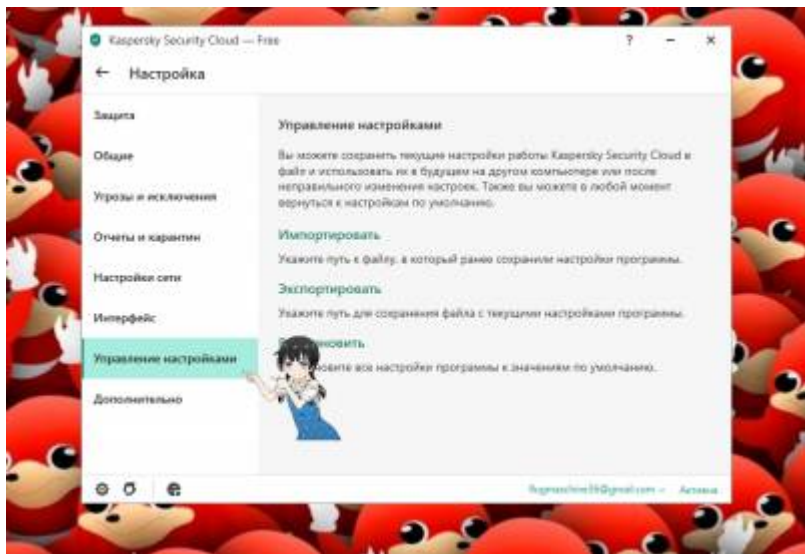 Kaspersky Security Cloud — Free
?
Настройка
Защита
Общие
Угрозы и исключения
Отчеты и карантин
Настройки сети
Интерфейс
Управление настройками
Дополнительно
Управление настройками
Вы можете сохранить текущие настройки работы Kaspersky Security Cloud в
файл и использовать их в будущем на другом компьютере или после
неправильного изменения настроек. Также вы можете в любой момент
вернуться к настройкам по умолчанию.
Импортировать
Укажите путь к файлу, в который ранее сохранили настройки программы.
Экспортировать
Укажите путь для сохранения файла с текущими настройками программы.
новить
новите все настройки программы к значениям по умолчанию.
Активна